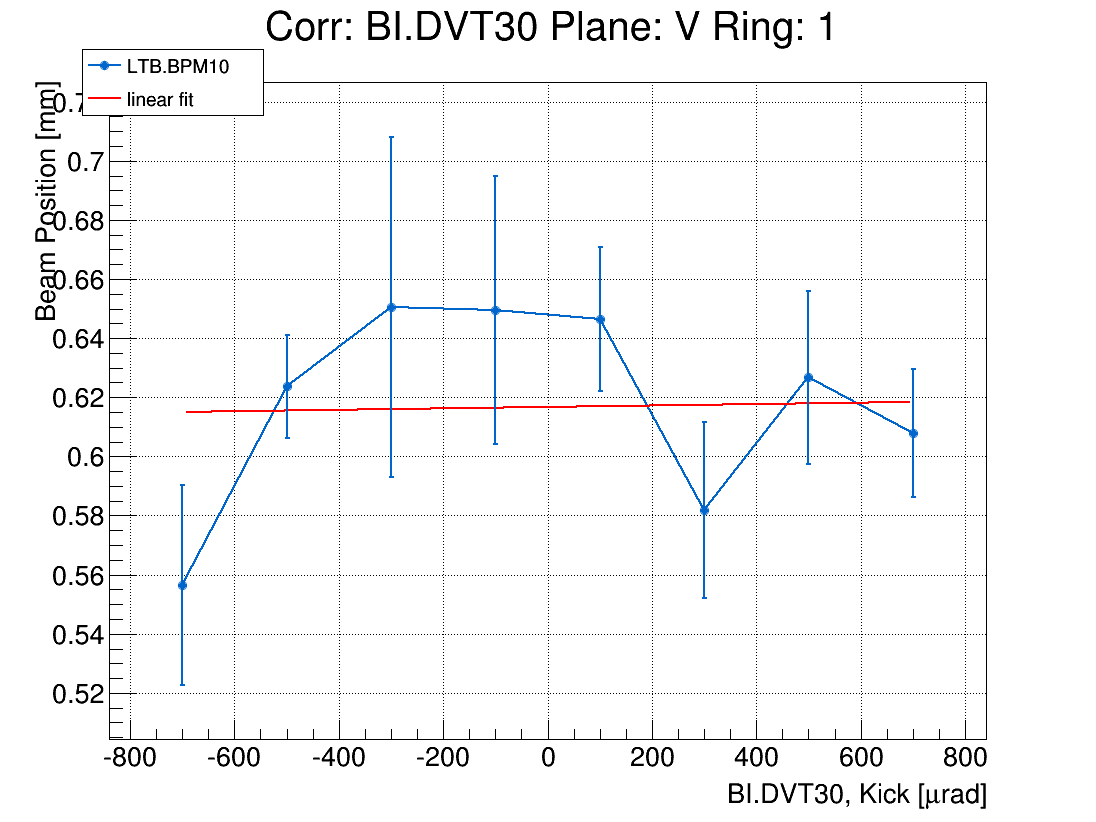 Corr: BI.DVT30 Plane: V Ring: 1
LTB.BPM10
linear fit
Beam Position [mm]
0.7
0.68
0.66
0.64
0.62
0.6
0.58
0.56
0.54
0.52
-800 -600 -400 -200 0 200 400 600 800
BI.DVT30, Kick [μrad]